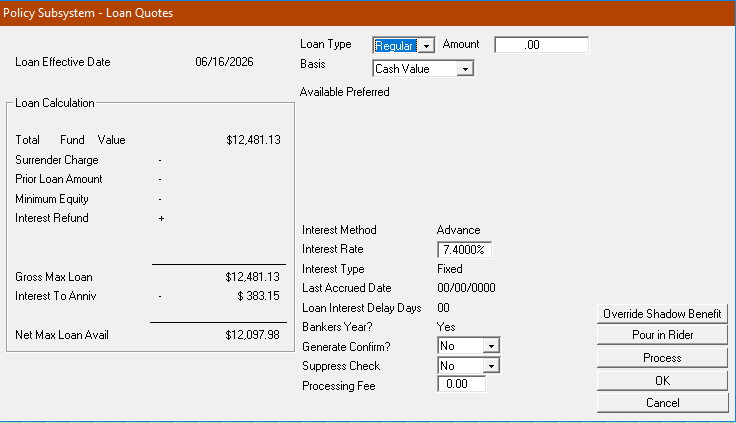 Policy Subsystem - Loan Quotes
Loan Type Regular Amount .00
Loan Effective Date 06/16/2026
Basis Cash Value
Available Preferred
Loan Calculation
Total Fund Value $12,481.13
Surrender Charge -
Prior Loan Amount -
Minimum Equity -
Interest Refund +
Gross Max Loan $12,481.13
Interest To Anniv - $ 383.15
Net Max Loan Avail $12,097.98
Interest Method Advance
Interest Rate 7.4000%
Interest Type Fixed
Last Accrued Date 00/00/0000
Loan Interest Delay Days 00
Bankers Year? Yes
Generate Confirm? No
Suppress Check No
Processing Fee 0.00
Override Shadow Benefit
Pour in Rider
Process
OK
Cancel